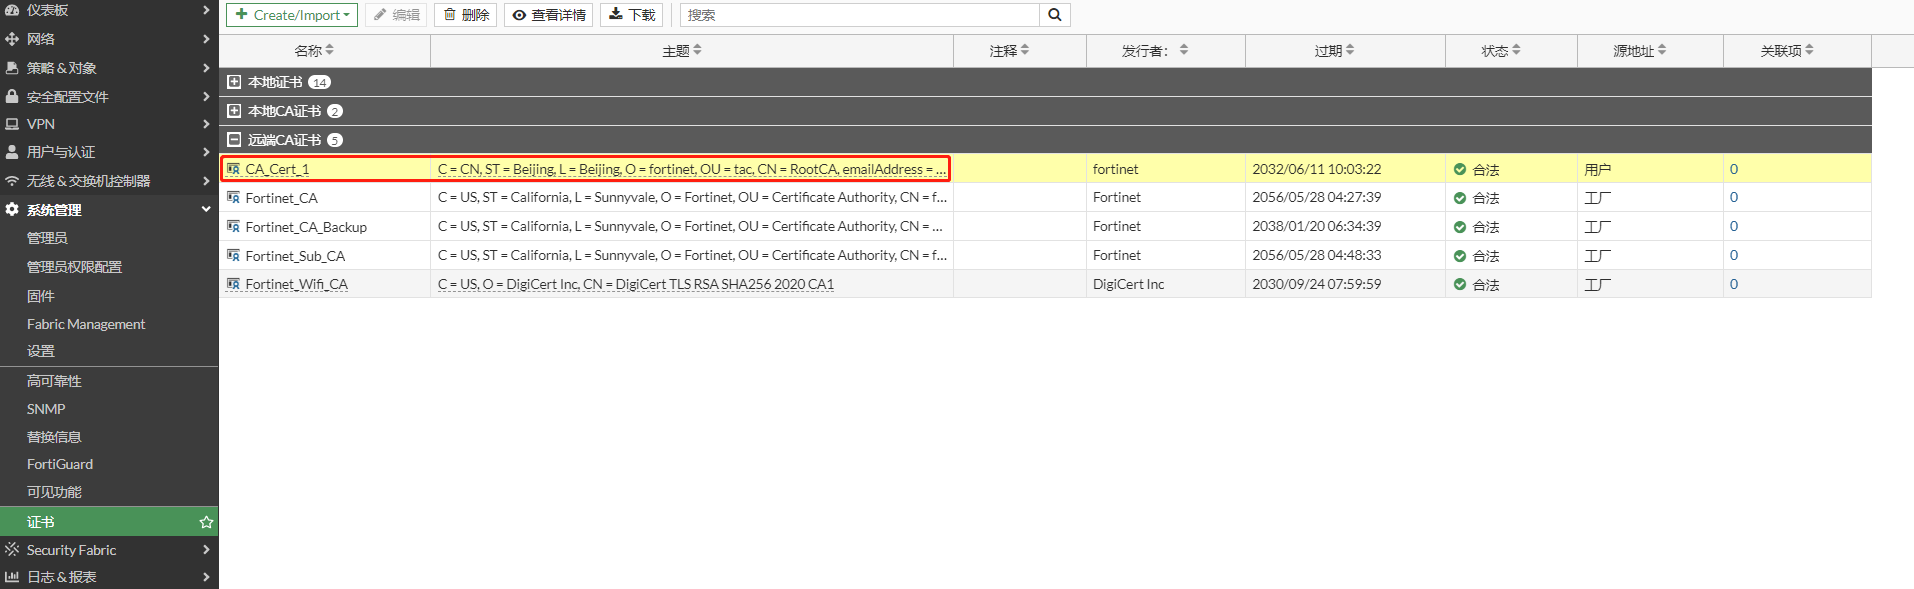 仪表板
网络
策略 & 对象
安全配置文件
VPN
用户与认证
无线 & 交换机控制器
系统管理
管理员
管理员权限配置
固件
Fabric Management
设置
高可靠性
SNMP
替换信息
FortiGuard
可见功能
证书
Security Fabric
日志 & 报表
Create/Import 编辑 删除 查看详情 下载 搜索
名称 主题 注释 发行者： 过期 状态 源地址 关联项
本地证书 14
本地CA证书 2
远端CA证书 5
CA_Cert_1 C = CN, ST = Beijing, L = Beijing, O = fortinet, OU = tac, CN = RootCA, emailAddress = ... fortinet 2032/06/11 10:03:22 合法 用户 0
Fortinet_CA C = US, ST = California, L = Sunnyvale, O = Fortinet, OU = Certificate Authority, CN = f... Fortinet 2056/05/28 04:27:39 合法 工厂 0
Fortinet_CA_Backup C = US, ST = California, L = Sunnyvale, O = Fortinet, OU = Certificate Authority, CN = ... Fortinet 2038/01/20 06:34:39 合法 工厂 0
Fortinet_Sub_CA C = US, ST = California, L = Sunnyvale, O = Fortinet, OU = Certificate Authority, CN = f... Fortinet 2056/05/28 04:48:33 合法 工厂 0
Fortinet_Wifi_CA C = US, O = DigiCert Inc, CN = DigiCert TLS RSA SHA256 2020 CA1 DigiCert Inc 2030/09/24 07:59:59 合法 工厂 0